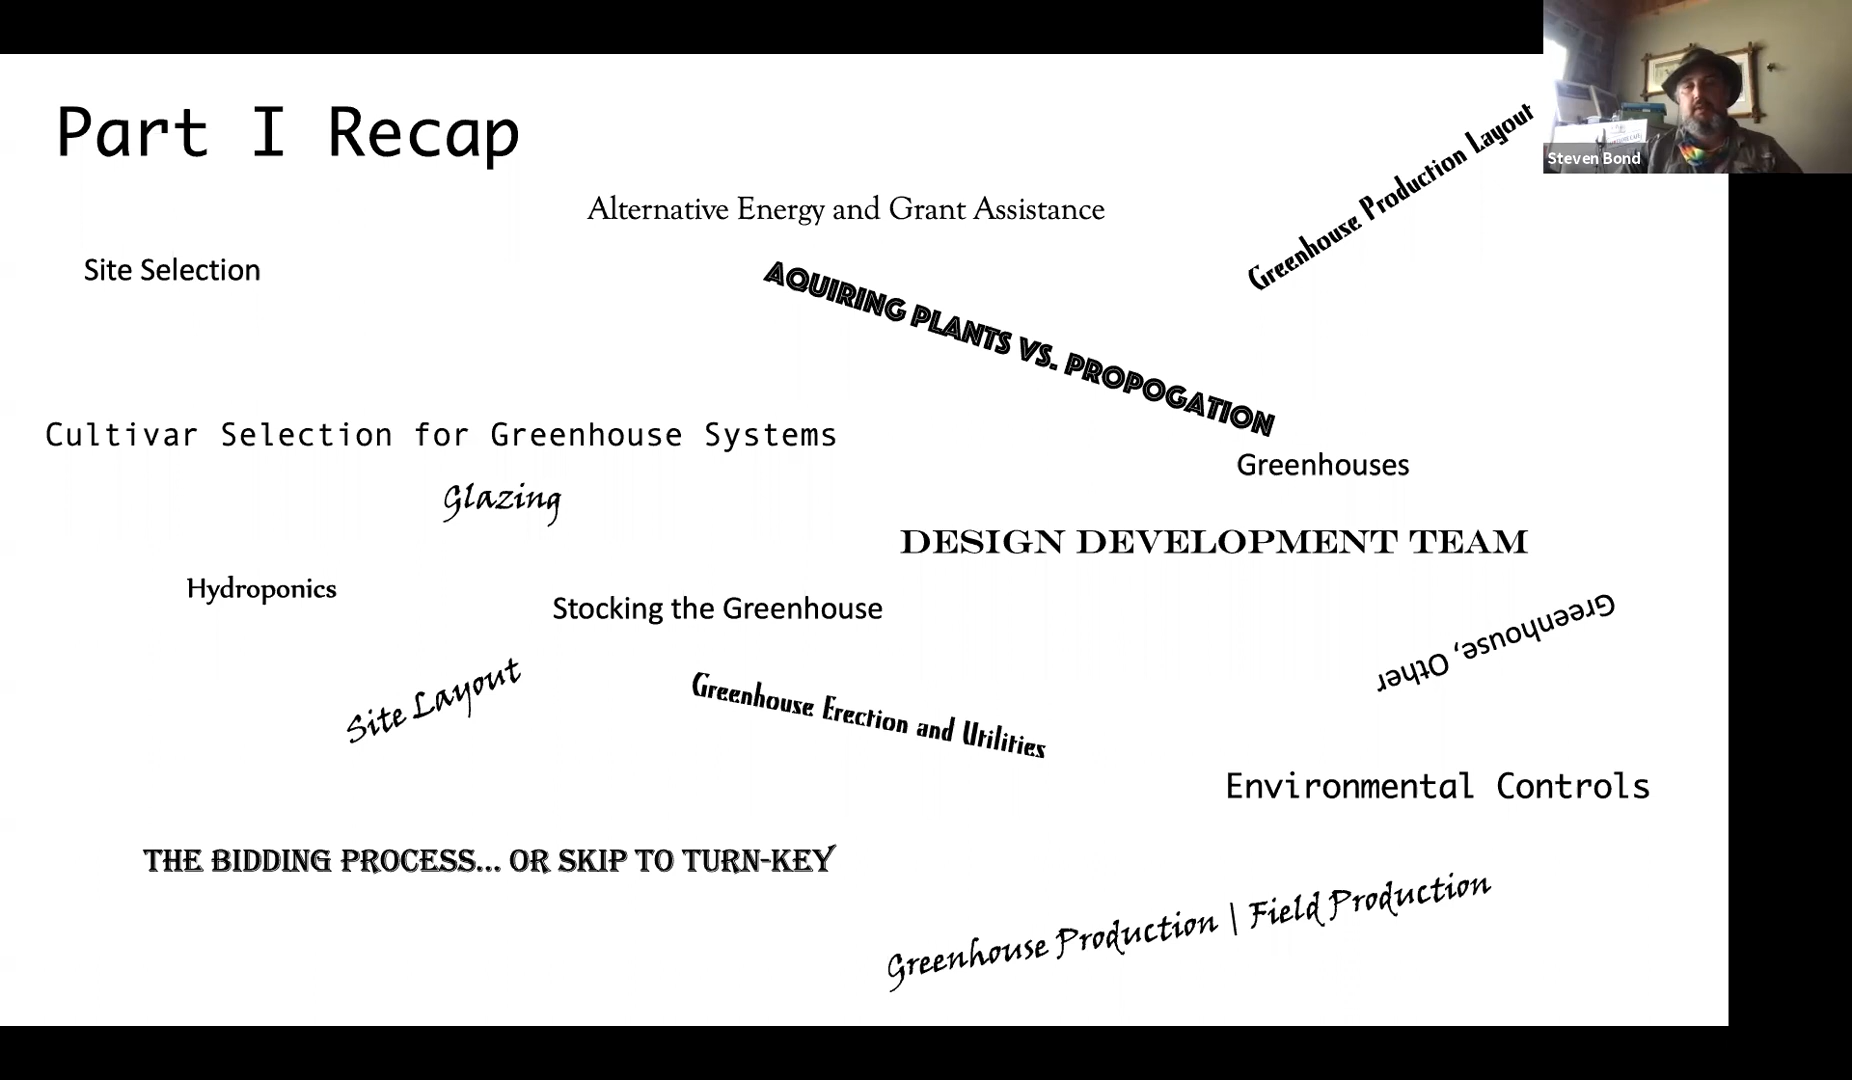 Part I Recap
Steven Bond
Greenhouse Production Layout
Alternative Energy and Grant Assistance
Site Selection
AQUIRING PLANTS VS. PROPOGATION
Cultivar Selection for Greenhouse Systems
Greenhouses
Glazing
DESIGN DEVELOPMENT TEAM
Hydroponics
Stocking the Greenhouse
Greenhouse, Other
Site Layout
Greenhouse Erection and Utilities
Environmental Controls
THE BIDDING PROCESS... OR SKIP TO TURN-KEY
Greenhouse Production | Field Production